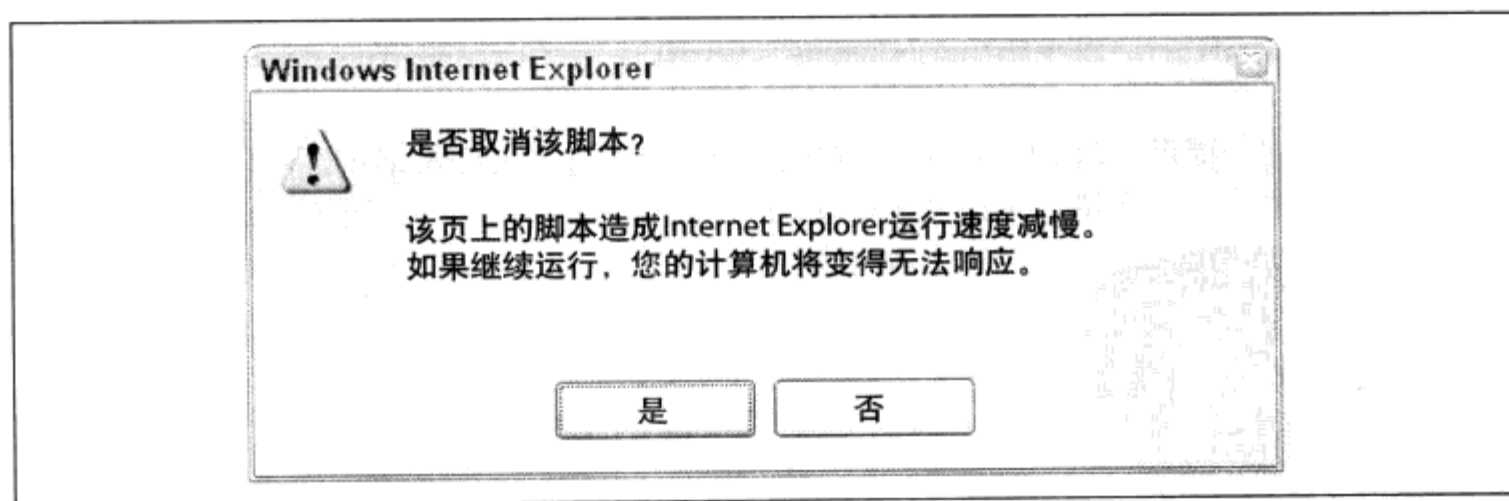 Windows Internet Explorer
是否取消该脚本?
该页上的脚本造成Internet Explorer运行速度减慢。
如果继续运行，您的计算机将变得无法响应。
是
否